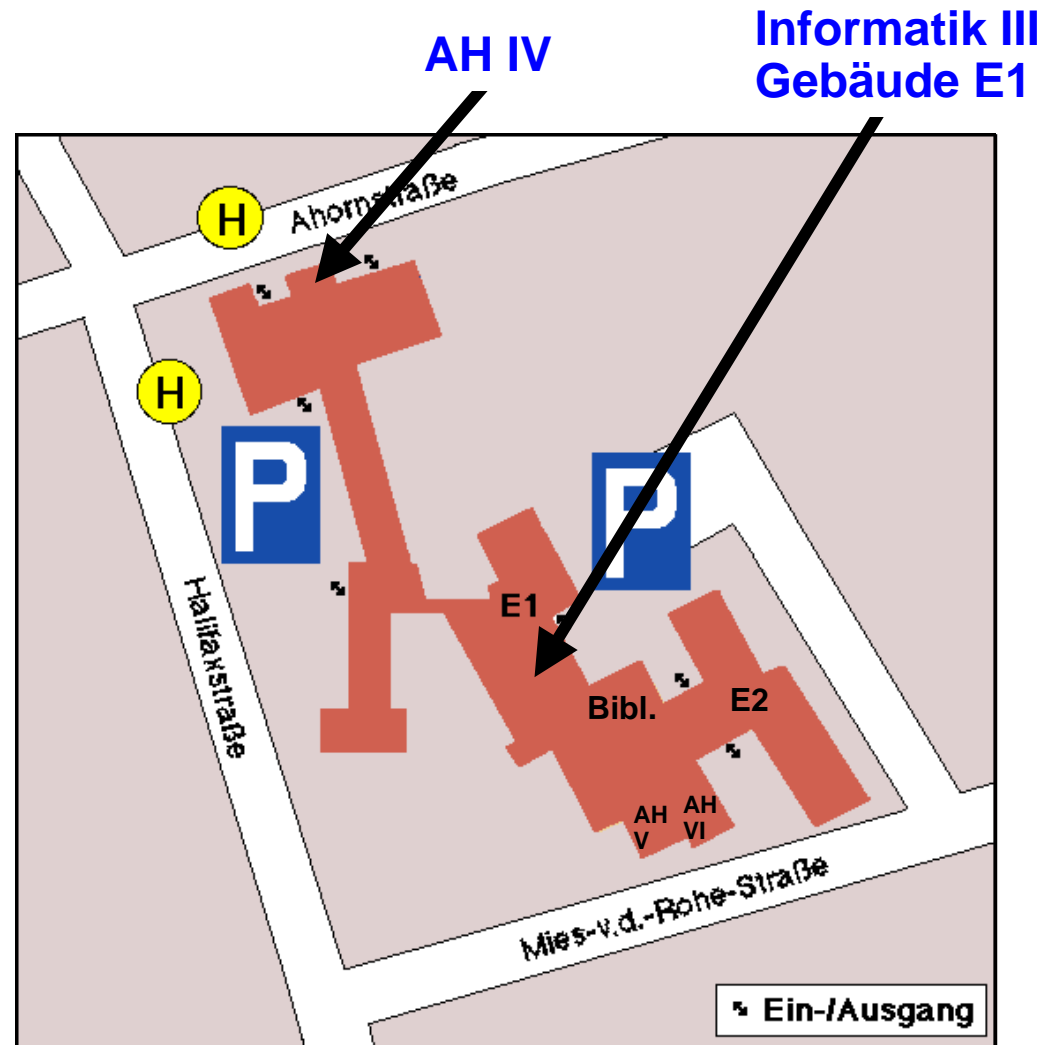 AH IV
Informatik III
Gebäude E1
H
Ahornstraße
H
P
P
Halifaxstraße
E1
Bibl.
E2
AH
V
AH
VI
Mies-v.d.-Rohe-Straße
Ein-/Ausgang